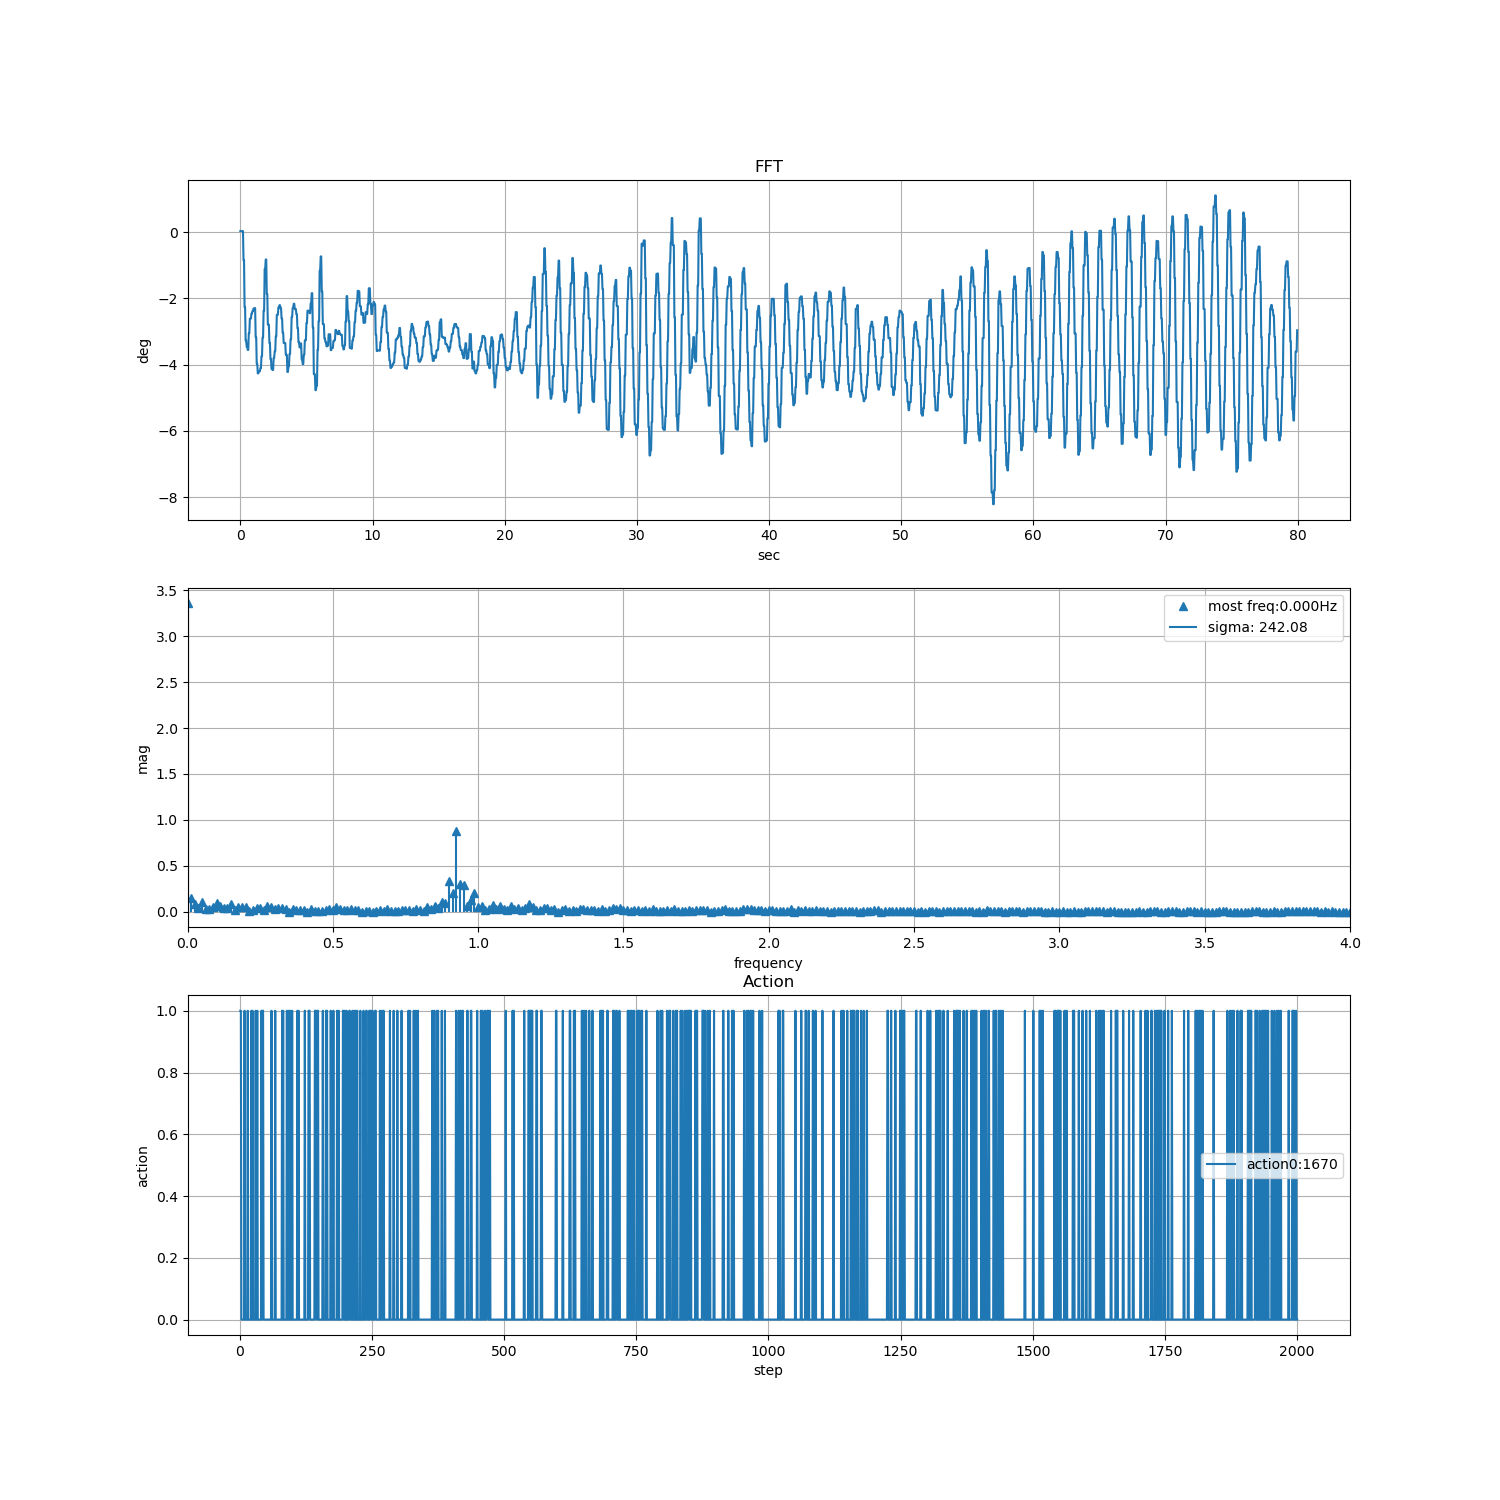 FFT
0
−2
−4
−6
−8
deg
0 10 20 30 40 50 60 70 80
sec
3.5
3.0
2.5
2.0
1.5
1.0
0.5
0.0
mag
most freq:0.000Hz
sigma: 242.08
0.0 0.5 1.0 1.5 2.0 2.5 3.0 3.5 4.0
frequency
Action
1.0
0.8
0.6
0.4
0.2
0.0
action
action0:1670
0 250 500 750 1000 1250 1500 1750 2000
step